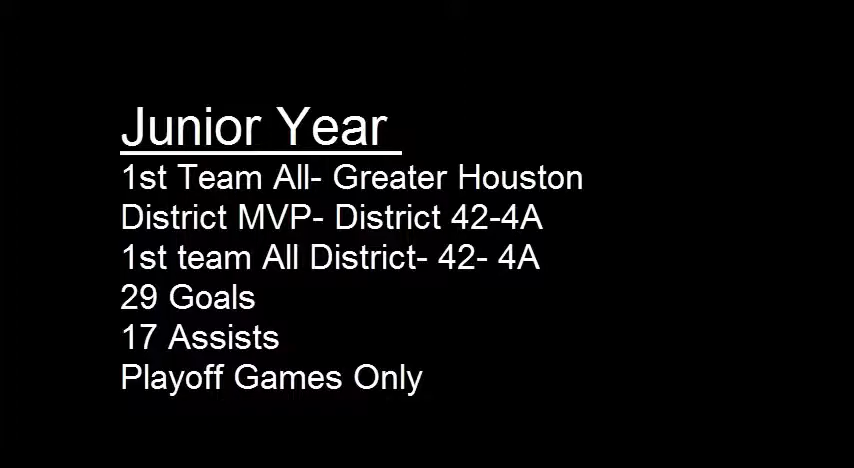 Junior Year
1st Team All- Greater Houston
District MVP- District 42-4A
1st team All District- 42- 4A
29 Goals
17 Assists
Playoff Games Only